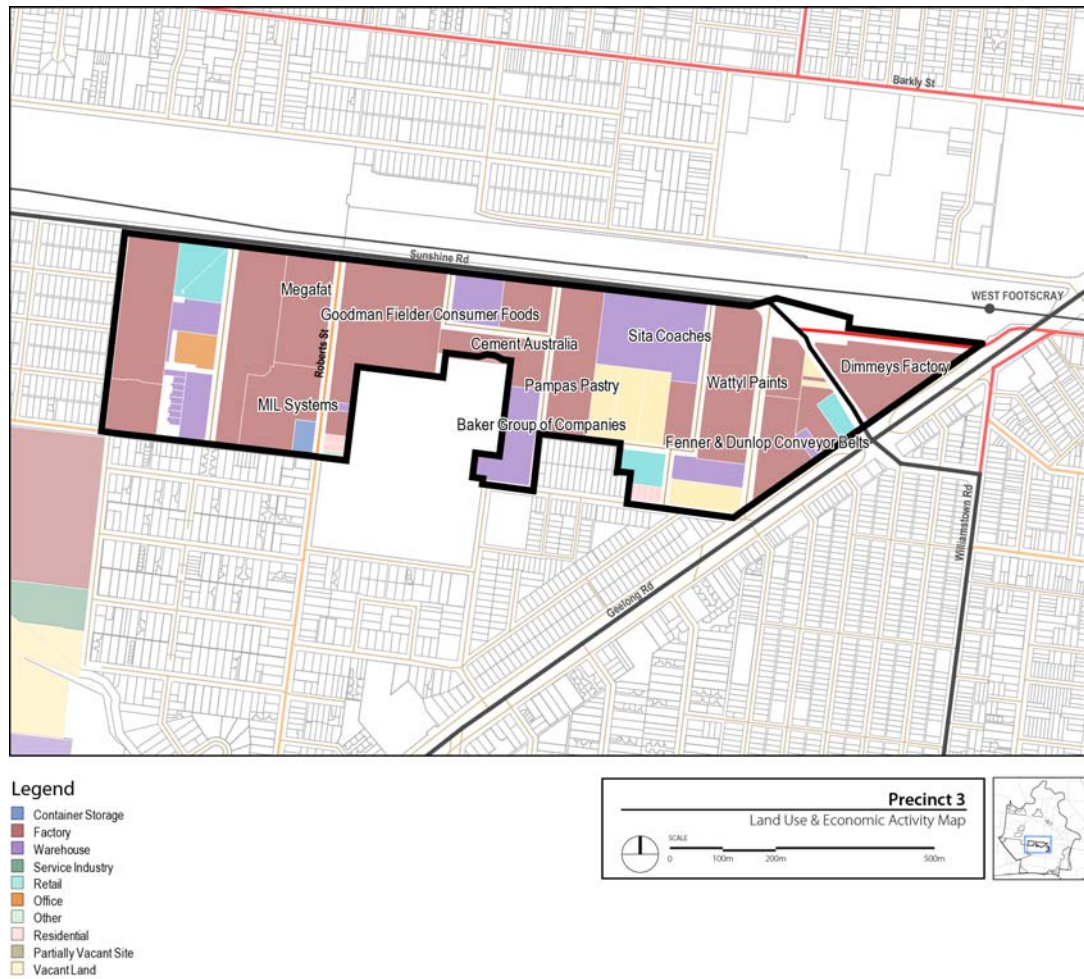 Barkly St
Sunshine Rd
WEST FOOTSCRAY
Megafat
Goodman Fielder Consumer Foods
Roberts St
Cement Australia
Sita Coaches
Dimmeys Factory
Pampas Pastry
Wattyl Paints
MIL Systems
Baker Group of Companies
Fenner & Dunlop Conveyor Belts
Williamstown Rd
Geelong Rd
Legend
Container Storage
Factory
Warehouse
Service Industry
Retail
Office
Other
Residential
Partially Vacant Site
Vacant Land
Precinct 3
Land Use & Economic Activity Map
SCALE
0 100m 200m 500m
3